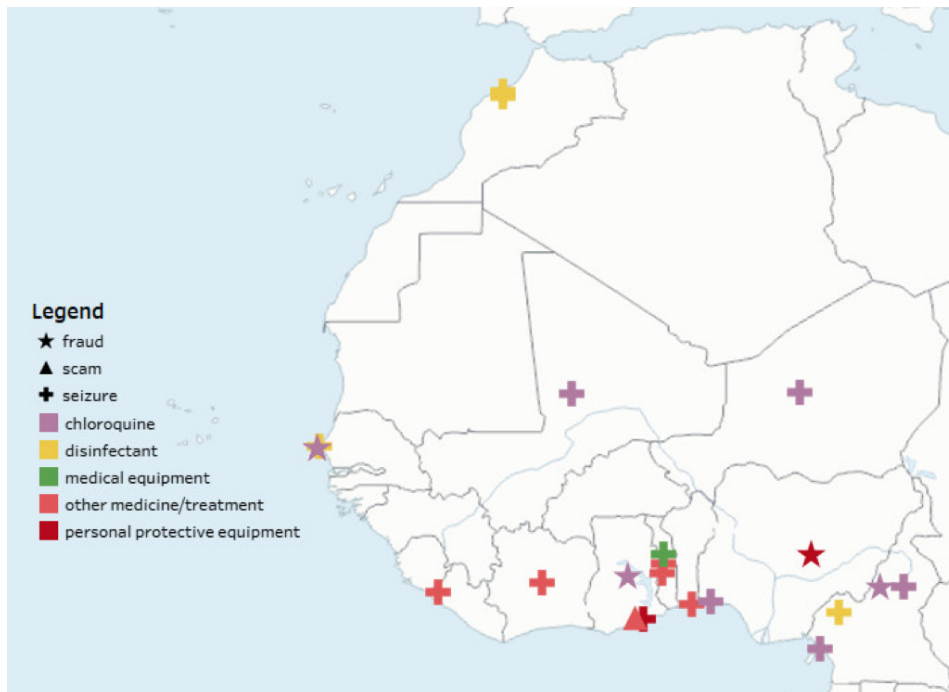 Legend
fraud
scam
seizure
chloroquine
disinfectant
medical equipment
other medicine/treatment
personal protective equipment